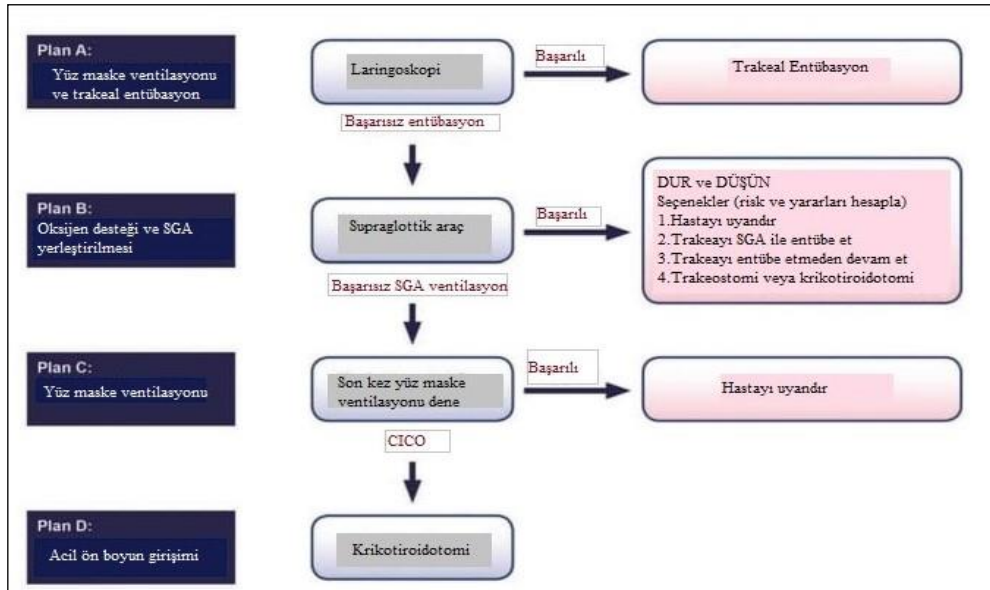 Plan A:
Yüz maske ventilasyonu
ve trakeal entübasyon
Laringoskopi
Başarılı
Trakeal Entübasyon
Başarısız entübasyon
Plan B:
Oksijen desteği ve SGA
yerleştirilmesi
Supraglottik araç
Başarılı
DUR ve DÜŞÜN
Seçenekler (risk ve yararları hesapla)
1.Hastayı uyandır
2.Trakeayı SGA ile entübe et
3.Trakeayı entübe etmeden devam et
4.Trakeostomi veya krikotiroidotomi
Başarısız SGA ventilasyon
Plan C:
Yüz maske ventilasyonu
Son kez yüz maske
ventilasyonu dene
Başarılı
Hastayı uyandır
CICO
Plan D:
Acil ön boyun girişimi
Krikotiroidotomi